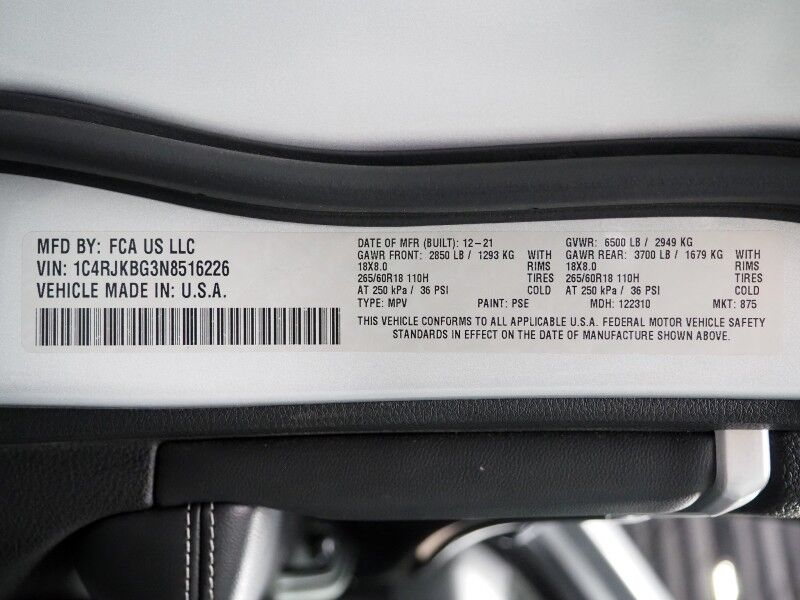 MFD BY: FCA US LLC
VIN: 1C4RJKBG3N8516226
VEHICLE MADE IN: U.S.A.
DATE OF MFR (BUILT): 12-21 GVWR: 6500 LB / 2949 KG
GAWR FRONT: 2850 LB / 1293 KG WITH GAWR REAR: 3700 LB / 1679 KG WITH
18X8.0 RIMS 18X8.0 RIMS
265/60R18 110H TIRES 265/60R18 110H TIRES
AT 250 kPa / 36 PSI COLD AT 250 kPa / 36 PSI COLD
TYPE: MPV PAINT: PSE MDH: 122310 MKT: 875
THIS VEHICLE CONFORMS TO ALL APPLICABLE U.S.A. FEDERAL MOTOR VEHICLE SAFETY
STANDARDS IN EFFECT ON THE DATE OF MANUFACTURE SHOWN ABOVE.